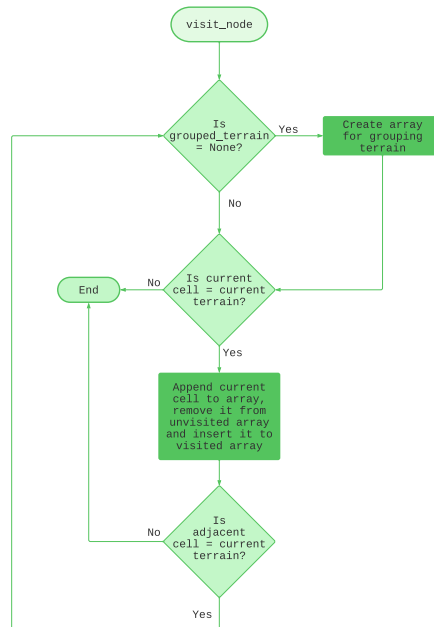 visit_node
Is
grouped_terrain
= None?
Yes
Create array
for grouping
terrain
No
Is current
cell = current
terrain?
No
End
Yes
Append current
cell to array,
remove it from
unvisited array
and insert it to
visited array
Is
adjacent
cell = current
terrain?
No
Yes